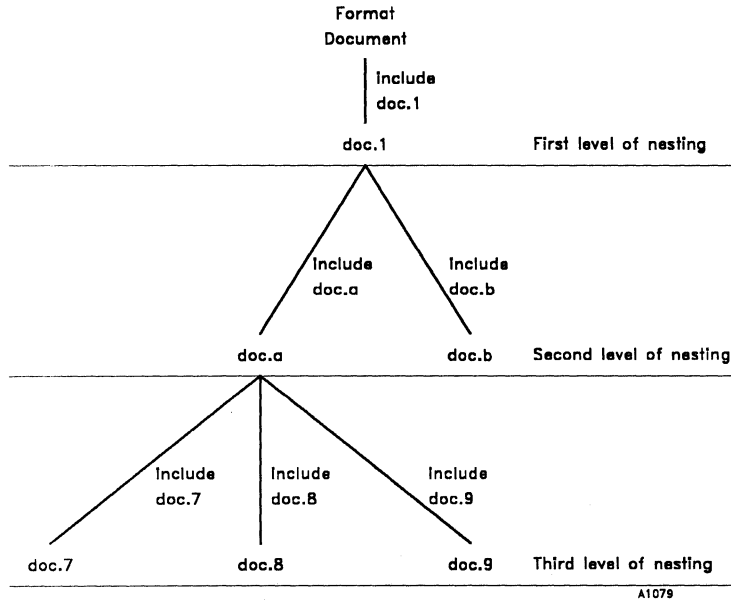 Format
Document
include
doc.1
doc.1 First level of nesting
include include
doc.a doc.b
doc.a doc.b Second level of nesting
include include include
doc.7 doc.8 doc.9
doc.7 doc.8 doc.9 Third level of nesting
A1079